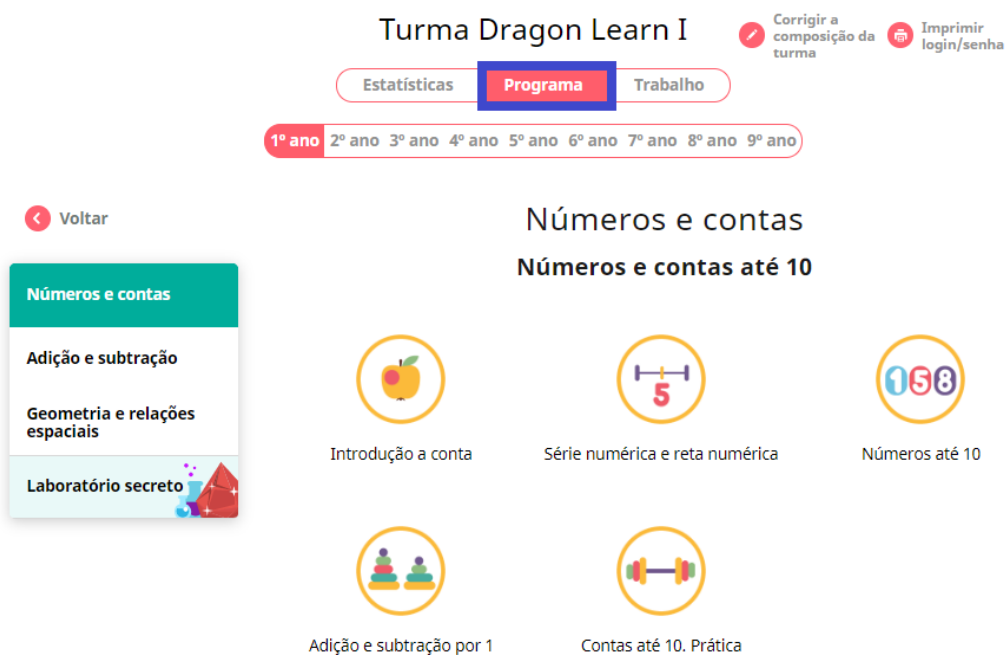 Turma Dragon Learn I
Corrigir a
composição da
turma
Imprimir
login/senha
Estatísticas Programa Trabalho
1º ano 2º ano 3º ano 4º ano 5º ano 6º ano 7º ano 8º ano 9º ano
Voltar
Números e contas
Adição e subtração
Geometria e relações
espaciais
Laboratório secreto
Números e contas
Números e contas até 10
5
158
Introdução a conta
Série numérica e reta numérica
Números até 10
Adição e subtração por 1
Contas até 10. Prática